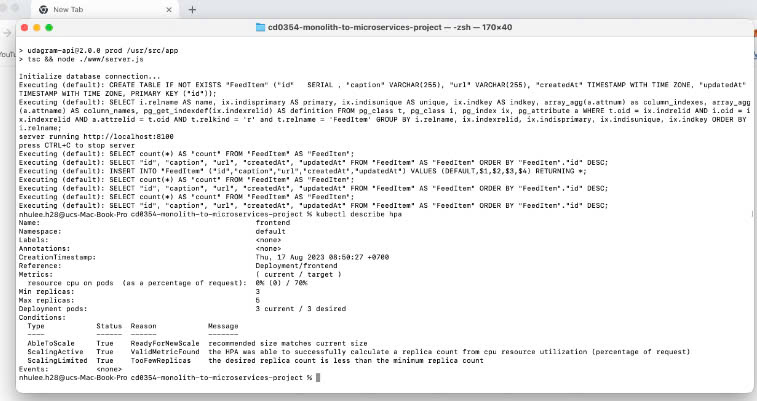 New Tab
cd0354-monolith-to-microservices-project — -zsh — 170×40
> udagram-api@2.0.0 prod /usr/src/app
> tsc && node ./www/server.js
Initialize database connection...
Executing (default): CREATE TABLE IF NOT EXISTS "FeedItem" ("id"   SERIAL , "caption" VARCHAR(255), "url" VARCHAR(255), "createdAt" TIMESTAMP WITH TIME ZONE, "updatedAt"
TIMESTAMP WITH TIME ZONE, PRIMARY KEY ("id"));
Executing (default): SELECT i.relname AS name, ix.indisprimary AS primary, ix.indisunique AS unique, ix.indkey AS indkey, array_agg(a.attnum) as column_indexes, array_agg
(a.attname) AS column_names, pg_get_indexdef(ix.indexrelid) AS definition FROM pg_class t, pg_class i, pg_index ix, pg_attribute a WHERE t.oid = ix.indrelid AND i.oid = i
x.indexrelid AND a.attrelid = t.oid AND t.relkind = 'r' and t.relname = 'FeedItem' GROUP BY i.relname, ix.indexrelid, ix.indisprimary, ix.indisunique, ix.indkey ORDER BY
i.relname;
server running http://localhost:8100
press CTRL+C to stop server
Executing (default): SELECT count(*) AS "count" FROM "FeedItem" AS "FeedItem";
Executing (default): SELECT "id", "caption", "url", "createdAt", "updatedAt" FROM "FeedItem" AS "FeedItem" ORDER BY "FeedItem"."id" DESC;
Executing (default): INSERT INTO "FeedItem" ("id","caption","url","createdAt","updatedAt") VALUES (DEFAULT,$1,$2,$3,$4) RETURNING *;
Executing (default): SELECT count(*) AS "count" FROM "FeedItem" AS "FeedItem";
Executing (default): SELECT "id", "caption", "url", "createdAt", "updatedAt" FROM "FeedItem" AS "FeedItem" ORDER BY "FeedItem"."id" DESC;
Executing (default): SELECT count(*) AS "count" FROM "FeedItem" AS "FeedItem";
Executing (default): SELECT "id", "caption", "url", "createdAt", "updatedAt" FROM "FeedItem" AS "FeedItem" ORDER BY "FeedItem"."id" DESC;
nhulee.h28@ucs-Mac-Book-Pro cd0354-monolith-to-microservices-project % kubectl describe hpa
Name: frontend
Namespace: default
Labels: <none>
Annotations: <none>
CreationTimestamp: Thu, 17 Aug 2023 08:50:27 +0700
Reference: Deployment/frontend
Metrics: ( current / target )
resource cpu on pods  (as a percentage of request): 0% (0) / 70%
Min replicas: 3
Max replicas: 5
Deployment pods: 3 current / 3 desired
Conditions:
Type Status Reason Message
---- ------ ------ -------
AbleToScale True ReadyForNewScale recommended size matches current size
ScalingActive True ValidMetricFound the HPA was able to successfully calculate a replica count from cpu resource utilization (percentage of request)
ScalingLimited True TooFewReplicas the desired replica count is less than the minimum replica count
Events: <none>
nhulee.h28@ucs-Mac-Book-Pro cd0354-monolith-to-microservices-project %